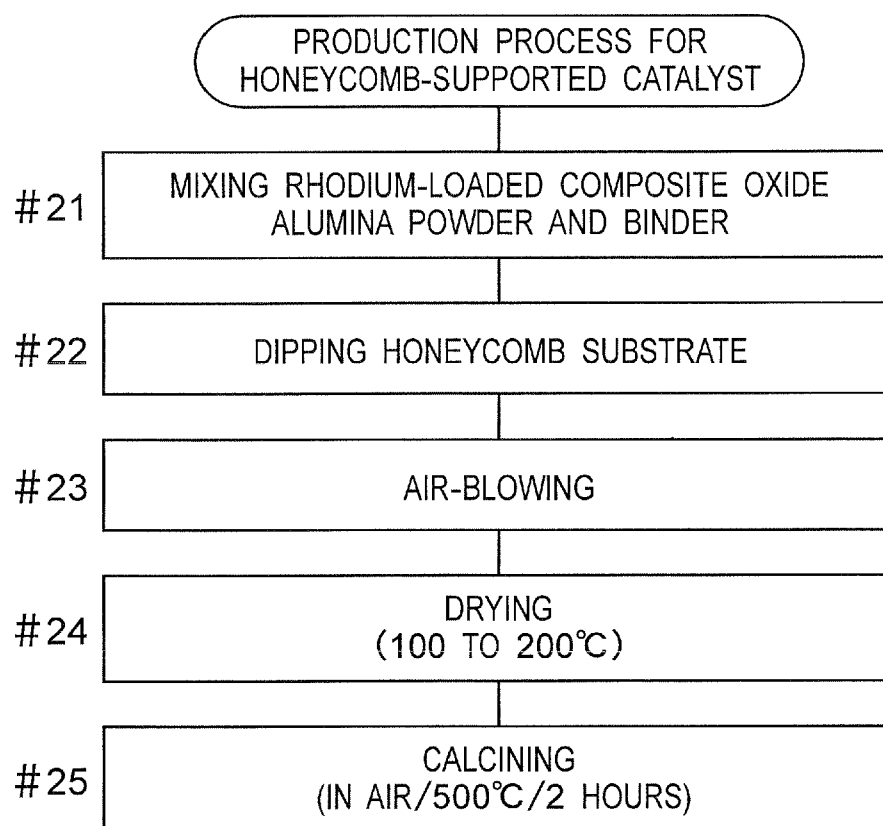 PRODUCTION PROCESS FOR
HONEYCOMB-SUPPORTED CATALYST
#21
MIXING RHODIUM-LOADED COMPOSITE OXIDE
ALUMINA POWDER AND BINDER
#22
DIPPING HONEYCOMB SUBSTRATE
#23
AIR-BLOWING
#24
DRYING
(100 TO 200℃)
#25
CALCINING
(IN AIR/500℃/2 HOURS)